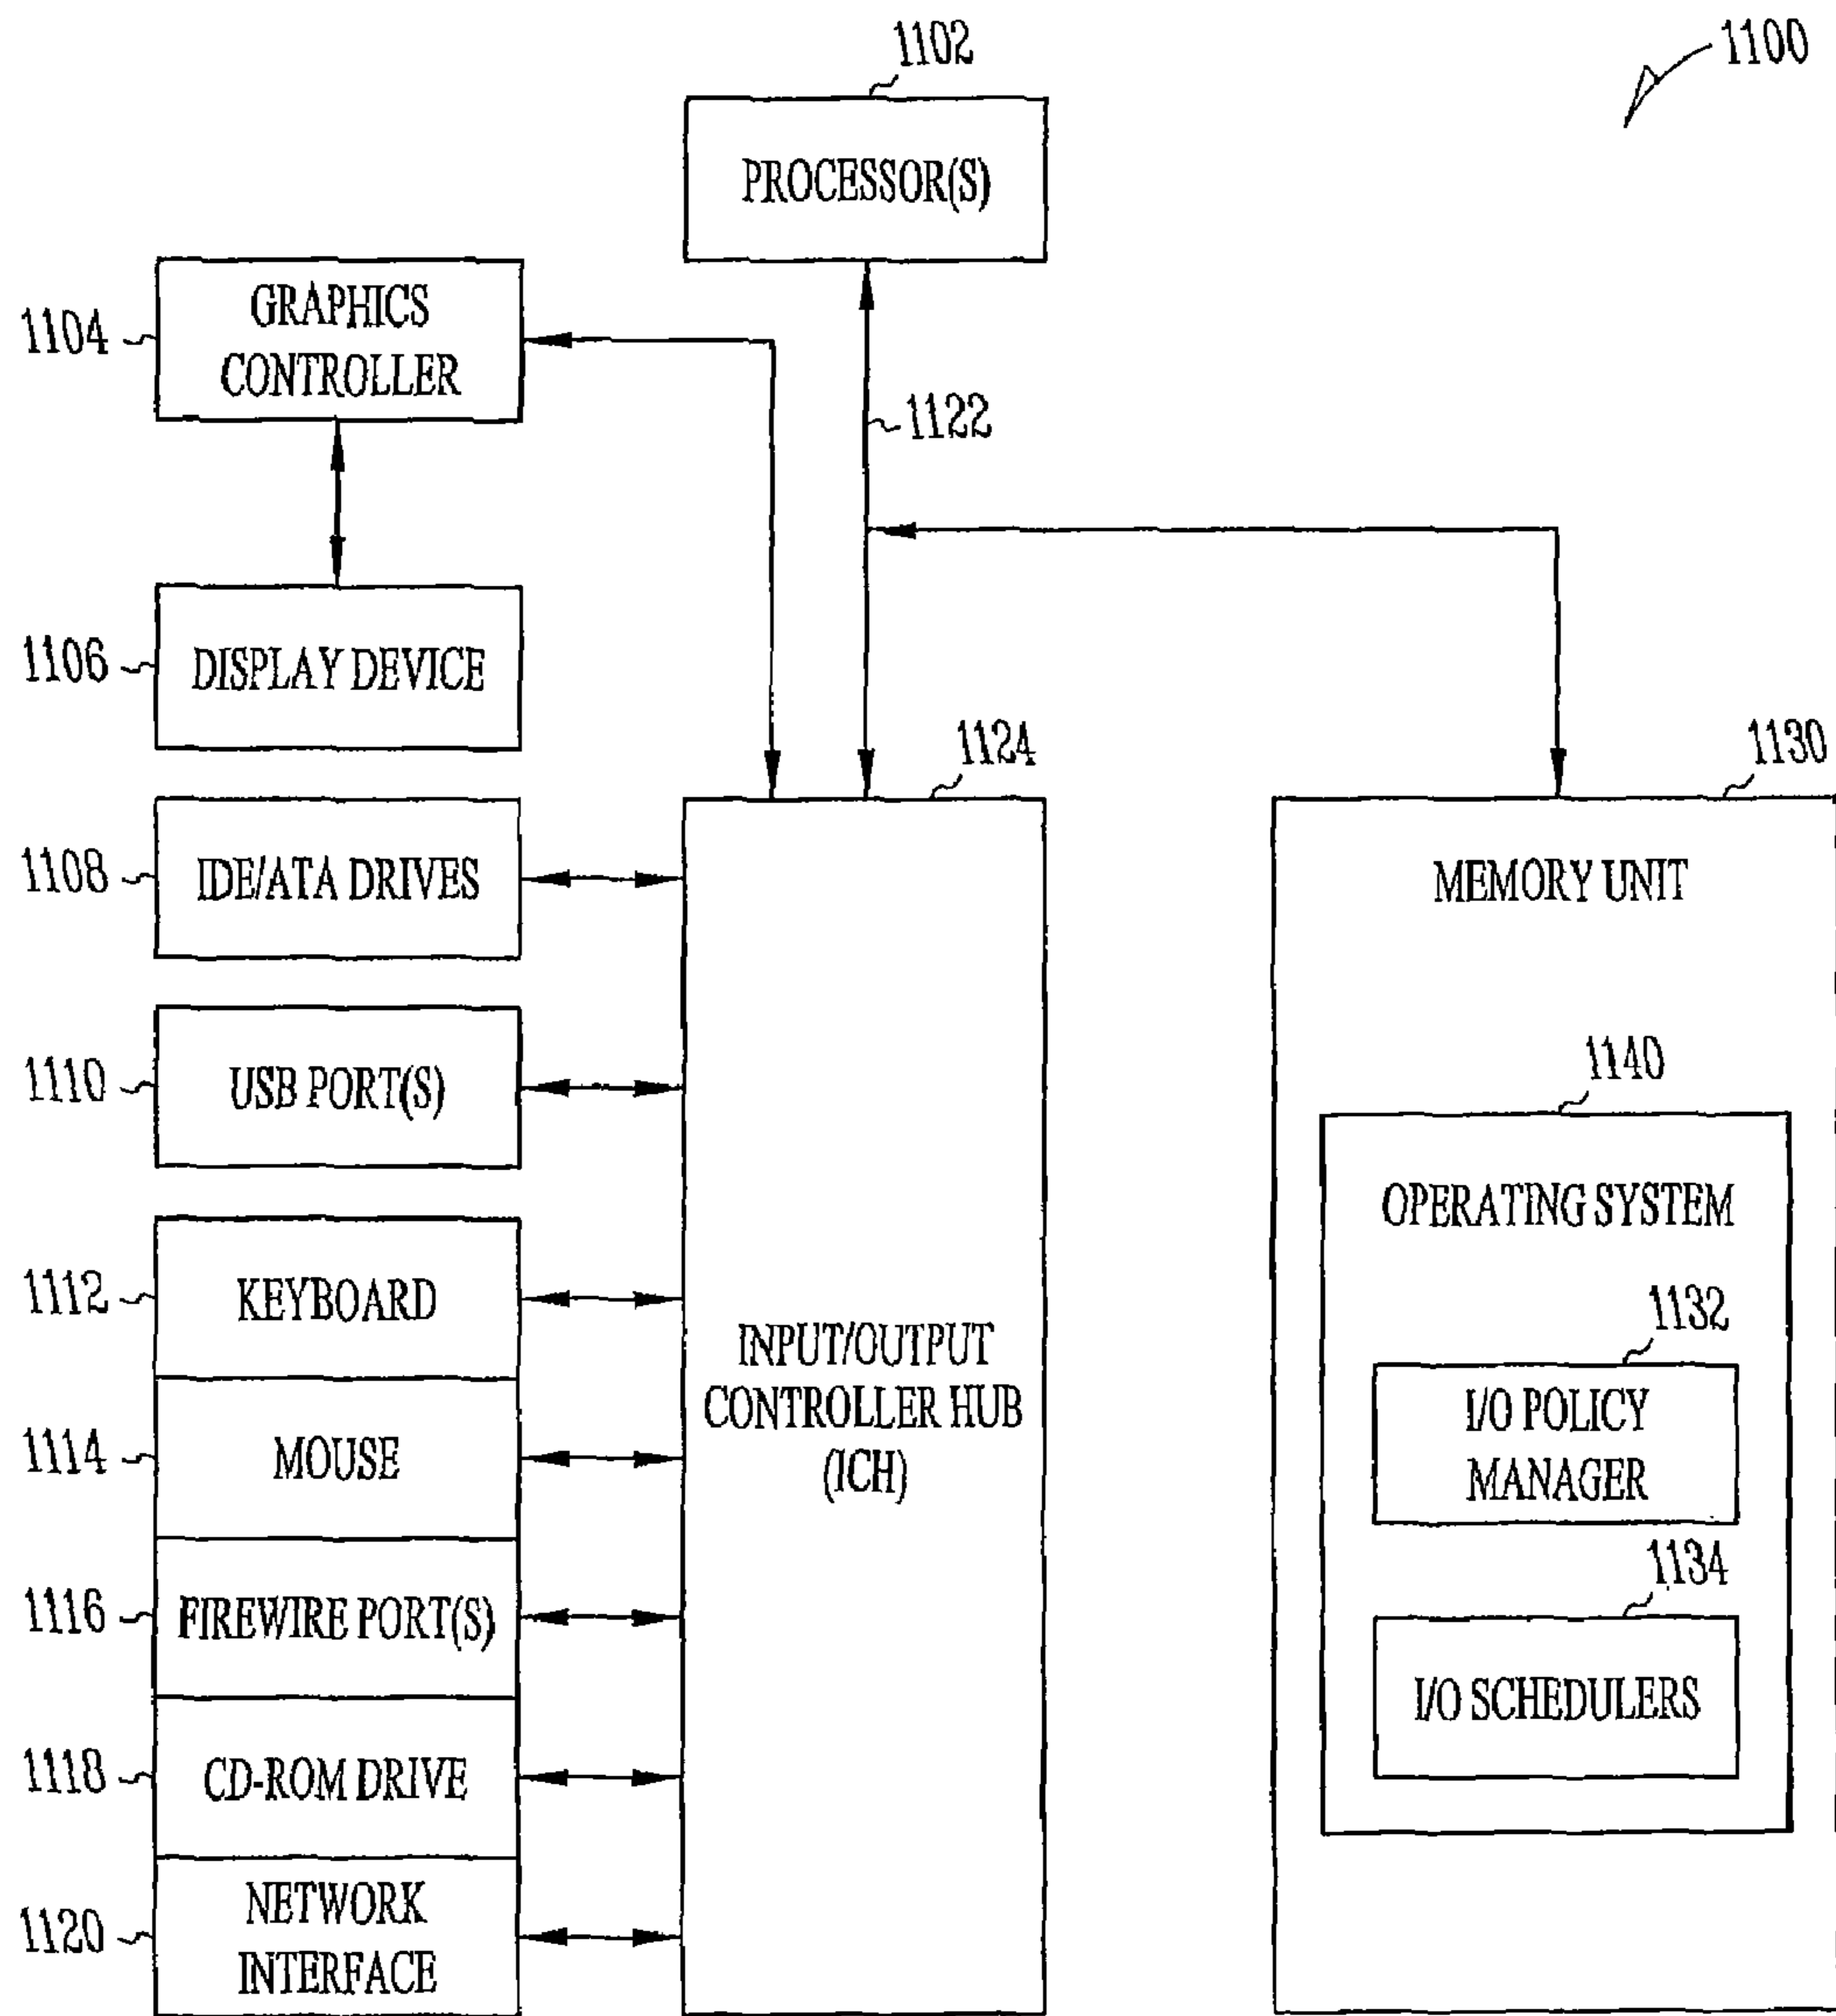 1102
1100
PROCESSOR(S)
1104
GRAPHICS
CONTROLLER
1122
1106
DISPLAY DEVICE
1124
1130
1108
IDE/ATA DRIVES
MEMORY UNIT
1110
USB PORT(S)
1140
OPERATING SYSTEM
1112
KEYBOARD
1132
INPUT/OUTPUT
CONTROLLER HUB
(ICH)
I/O POLICY
MANAGER
1114
MOUSE
1134
1116
FIREWIRE PORT(S)
I/O SCHEDULERS
1118
CD-ROM DRIVE
1120
NETWORK
INTERFACE